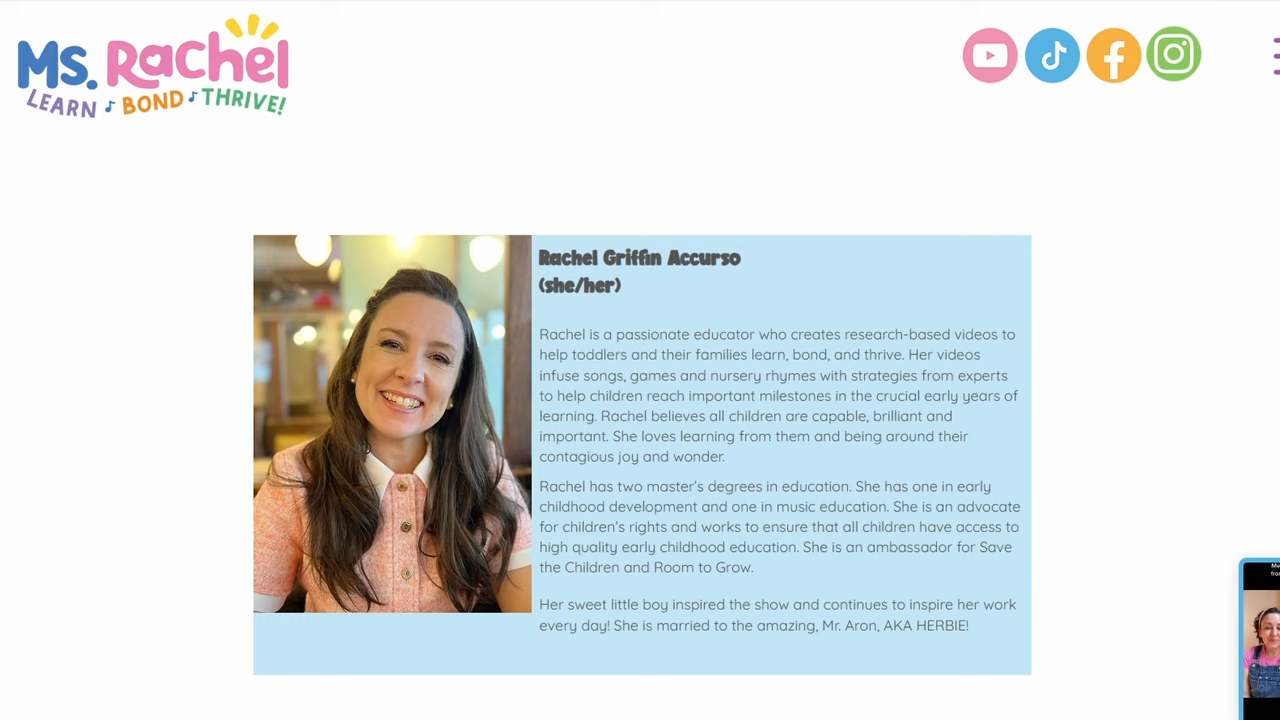 Ms. Rachel
LEARN BOND THRIVE!
Rachel Griffin Accurso
(she/her)
Rachel is a passionate educator who creates research-based videos to
help toddlers and their families learn, bond, and thrive. Her videos
infuse songs, games and nursery rhymes with strategies from experts
to help children reach important milestones in the crucial early years of
learning. Rachel believes all children are capable, brilliant and
important. She loves learning from them and being around their
contagious joy and wonder.
Rachel has two master's degrees in education. She has one in early
childhood development and one in music education. She is an advocate
for children's rights and works to ensure that all children have access to
high quality early childhood education. She is an ambassador for Save
the Children and Room to Grow.
Her sweet little boy inspired the show and continues to inspire her work
every day! She is married to the amazing, Mr. Aron, AKA HERBIE!